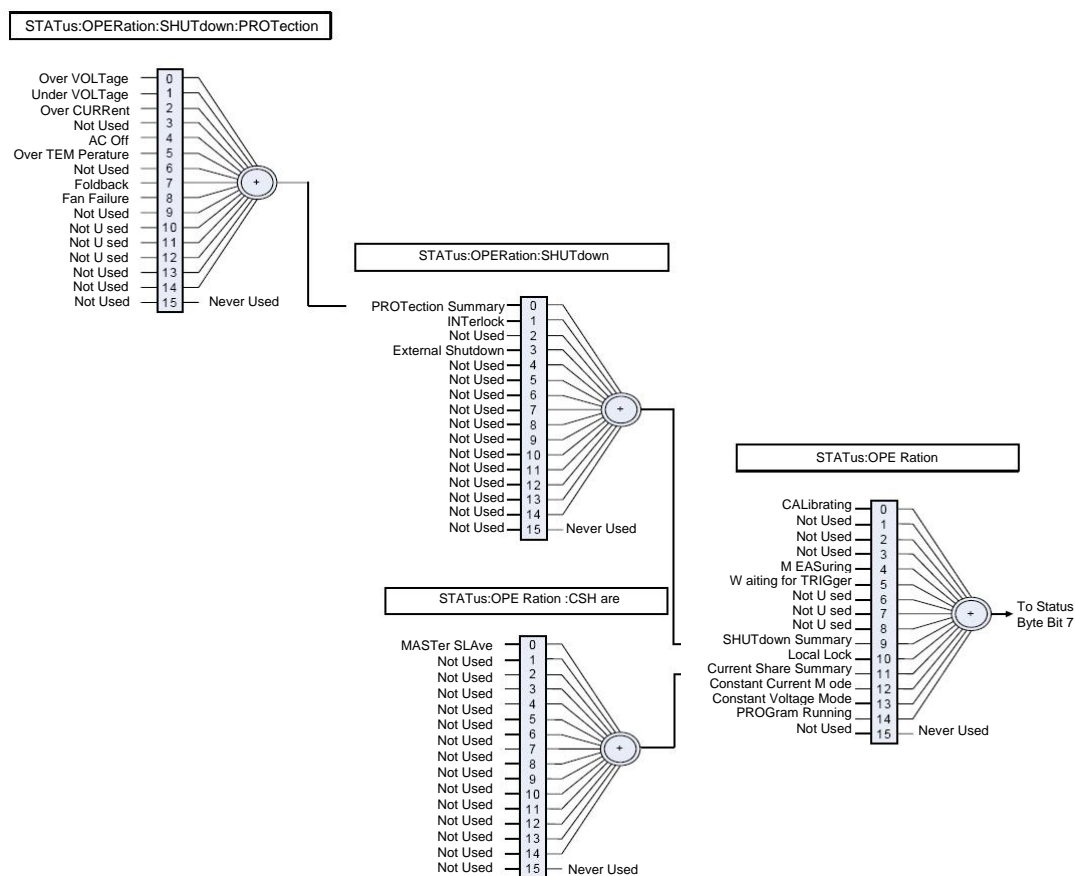 STATus:OPERation:SHUTdown:PROTection
Over VOLTage 0
Under VOLTage 1
Over CURRent 2
Not Used 3
AC Off 4
Over TEM Perature 5
Not Used 6
Foldback 7
Fan Failure 8
Not Used 9
Not U sed 10
Not U sed 11
Not U sed 12
Not Used 13
Not Used 14
Not Used 15 Never Used
+
STATus:OPERation:SHUTdown
PROTection Summary 0
INTerlock 1
Not Used 2
External Shutdown 3
Not Used 4
Not Used 5
Not Used 6
Not Used 7
Not Used 8
Not Used 9
Not Used 10
Not Used 11
Not Used 12
Not Used 13
Not Used 14
Not Used 15 Never Used
+
STATus:OPE Ration :CSH are
MASTer SLAve 0
Not Used 1
Not Used 2
Not Used 3
Not Used 4
Not Used 5
Not Used 6
Not Used 7
Not Used 8
Not Used 9
Not Used 10
Not Used 11
Not Used 12
Not Used 13
Not Used 14
Not Used 15 Never Used
+
STATus:OPE Ration
CALibrating 0
Not Used 1
Not Used 2
Not Used 3
M EASuring 4
W aiting for TRIGger 5
Not U sed 6
Not U sed 7
Not U sed 8
SHUTdown Summary 9
Local Lock 10
Current Share Summary 11
Constant Current M ode 12
Constant Voltage Mode 13
PROGram Running 14
Not Used 15 Never Used
+
To Status
Byte Bit 7